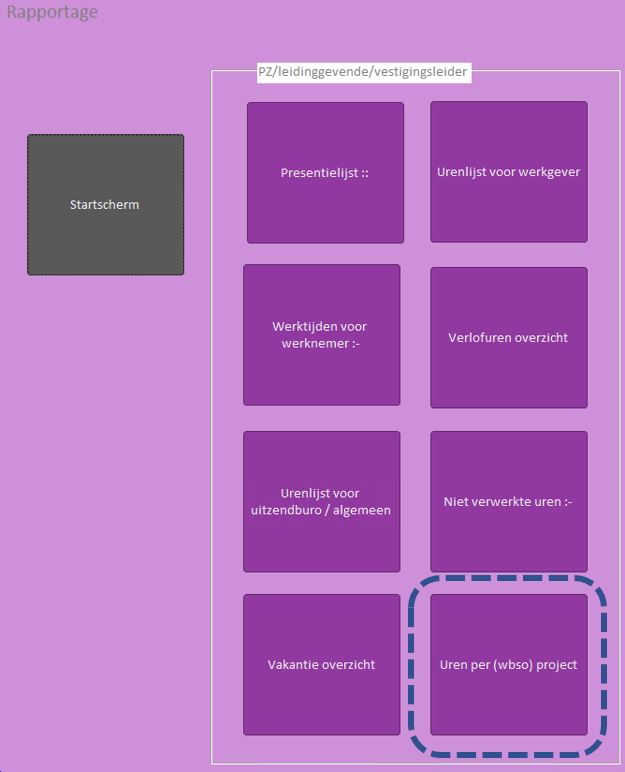 Rapportage
PZ/leidinggevende/vestigingsleider
Startscherm
Presentielijst ::
Urenlijst voor werkgever
Werktijden voor
werknemer :-
Verlofuren overzicht
Urenlijst voor
uitzendburo / algemeen
Niet verwerkte uren :-
Vakantie overzicht
Uren per (wbso) project